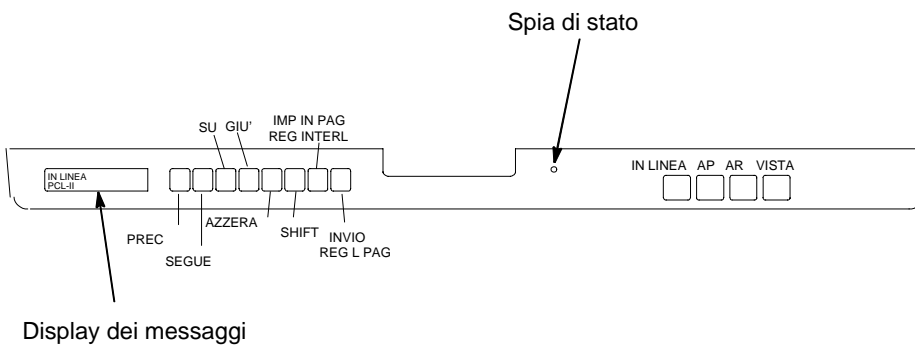 Spia di stato
IMP IN PAG
REG INTERL
SU GIU'
IN LINEA AP AR VISTA
IN LINEA
PCL-II
AZZERA
SHIFT
INVIO
REG L PAG
PREC
SEGUE
Display dei messaggi